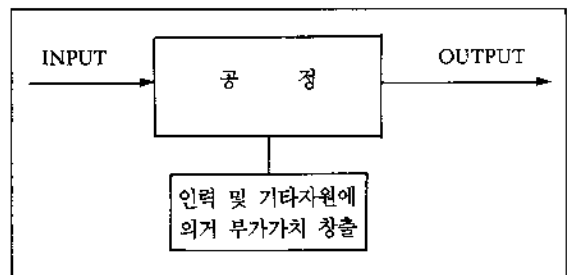 INPUT
공 정
OUTPUT
인력 및 기타자원에
의거 부가가치 창출